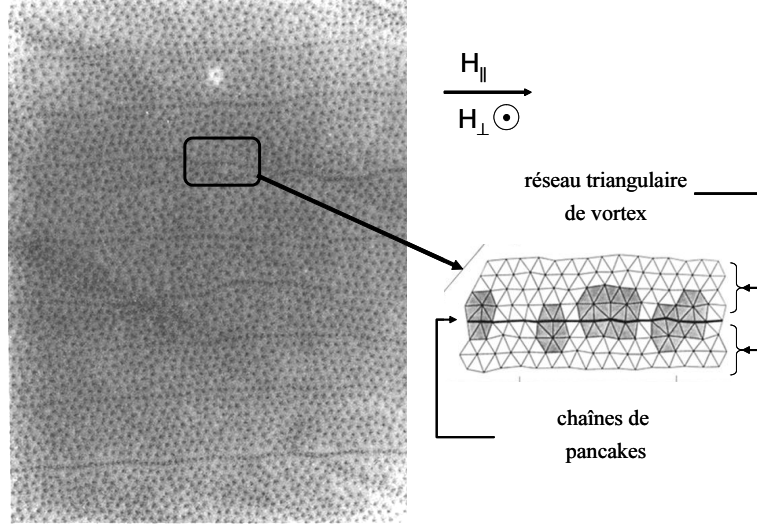 H∥
H⊥
réseau triangulaire
de vortex
chaînes de
pancakes